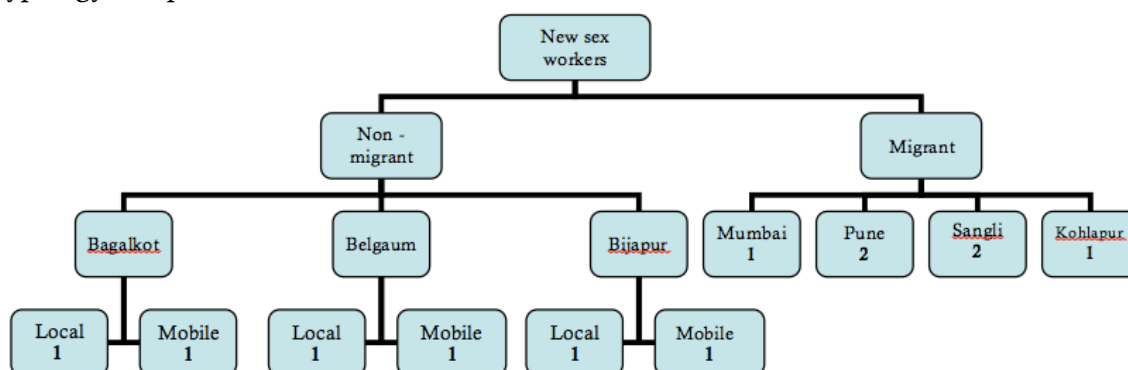 New sex
workers
Non -
migrant
Migrant
Bagalkot
Belgaum
Bijapur
Mumbai
1
Pune
2
Sangli
2
Kohlapur
1
Local
1
Mobile
1
Local
1
Mobile
1
Local
1
Mobile
1